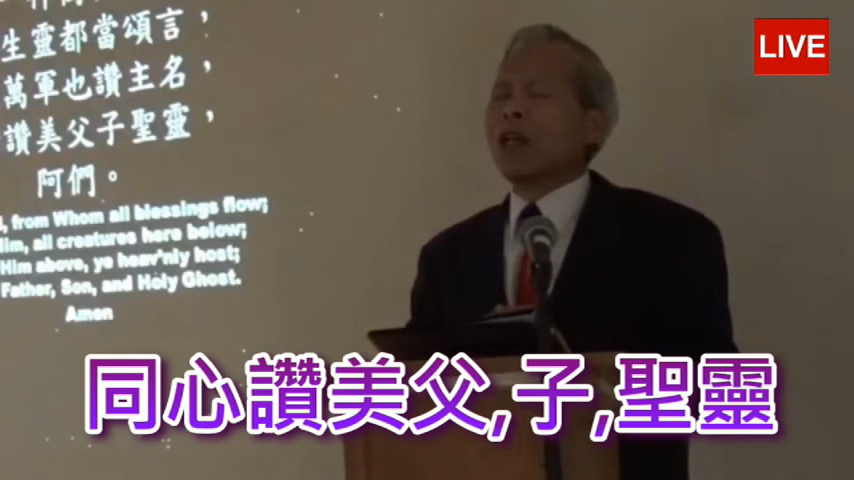 生靈都當頌言，
萬軍也讚主名，
讚美父子聖靈，
阿們。
from Whom all blessings flow;
Him, all creatures here below;
Him above, ye heav'nly host;
Father, Son, and Holy Ghost.
Amen
LIVE
同心讚美父,子,聖靈